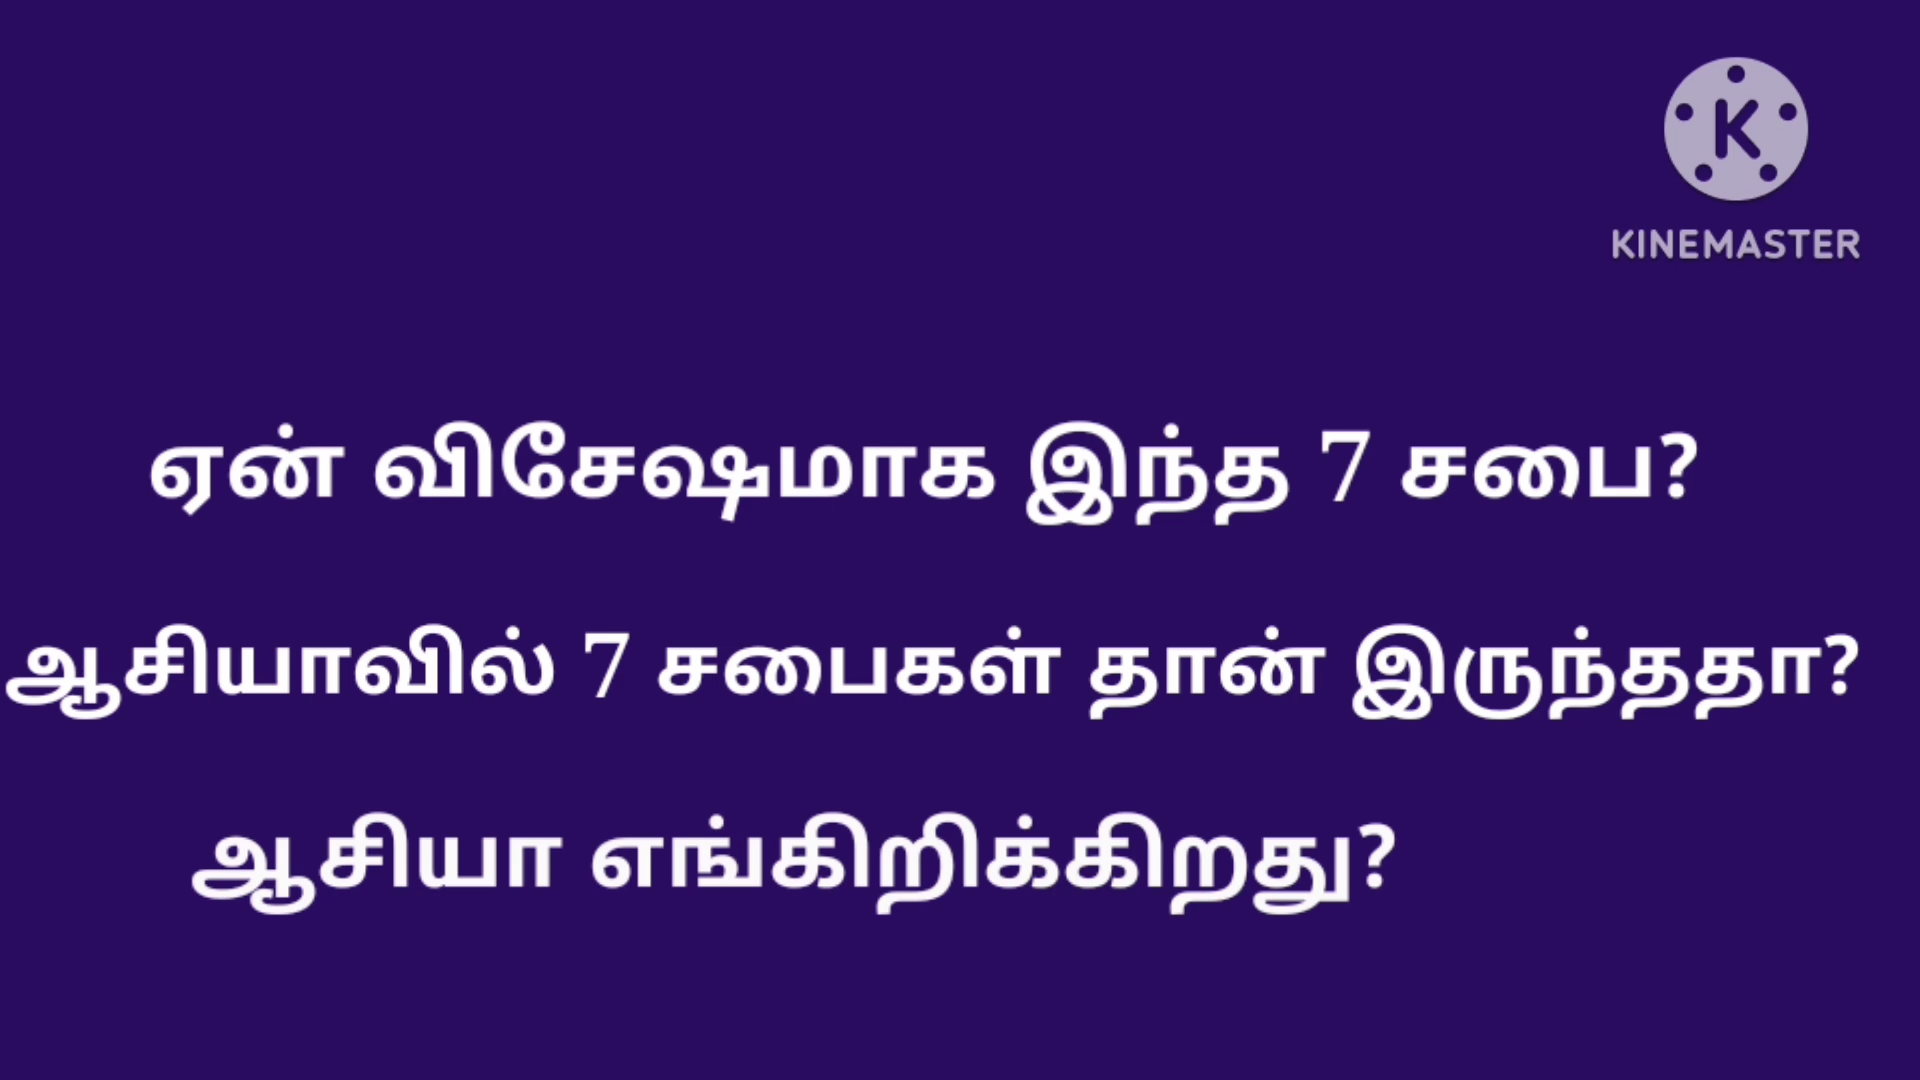 KINEMASTER
ஏன் விசேஷமாக இந்த 7 சபை?
ஆசியாவில் 7 சபைகள் தான் இருந்ததா?
ஆசியா எங்கிறிக்கிறது?